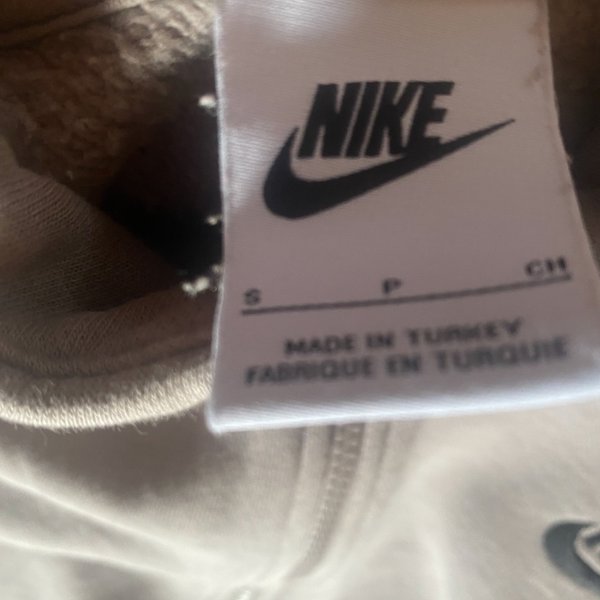 NIKE
S P CH
MADE IN TURKEY
FABRIQUE EN TURQUIE